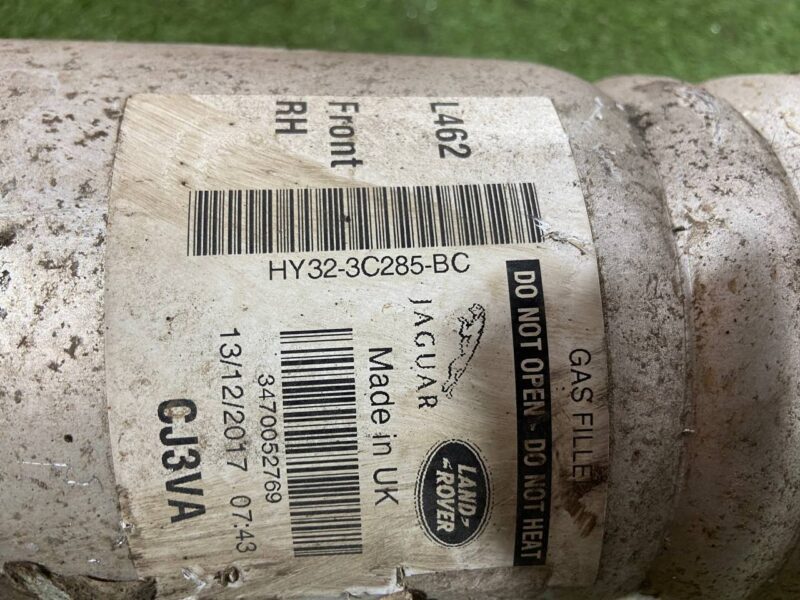 L462
Front
RH
HY32-3C285-BC
GAS FILLE
DO NOT OPEN - DO NOT HEAT
JAGUAR
LAND
ROVER
Made in UK
3470052769
13/12/2017 07:43
CJ3VA